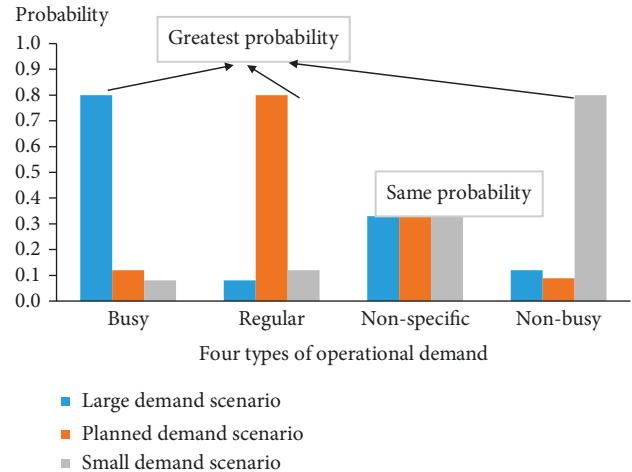 Probability
Greatest probability
1.0
0.9
0.8
0.7
0.6
0.5
0.4
0.3
0.2
0.1
0.0
Same probability
Busy
Regular
Non-specific
Non-busy
Four types of operational demand
Large demand scenario
Planned demand scenario
Small demand scenario